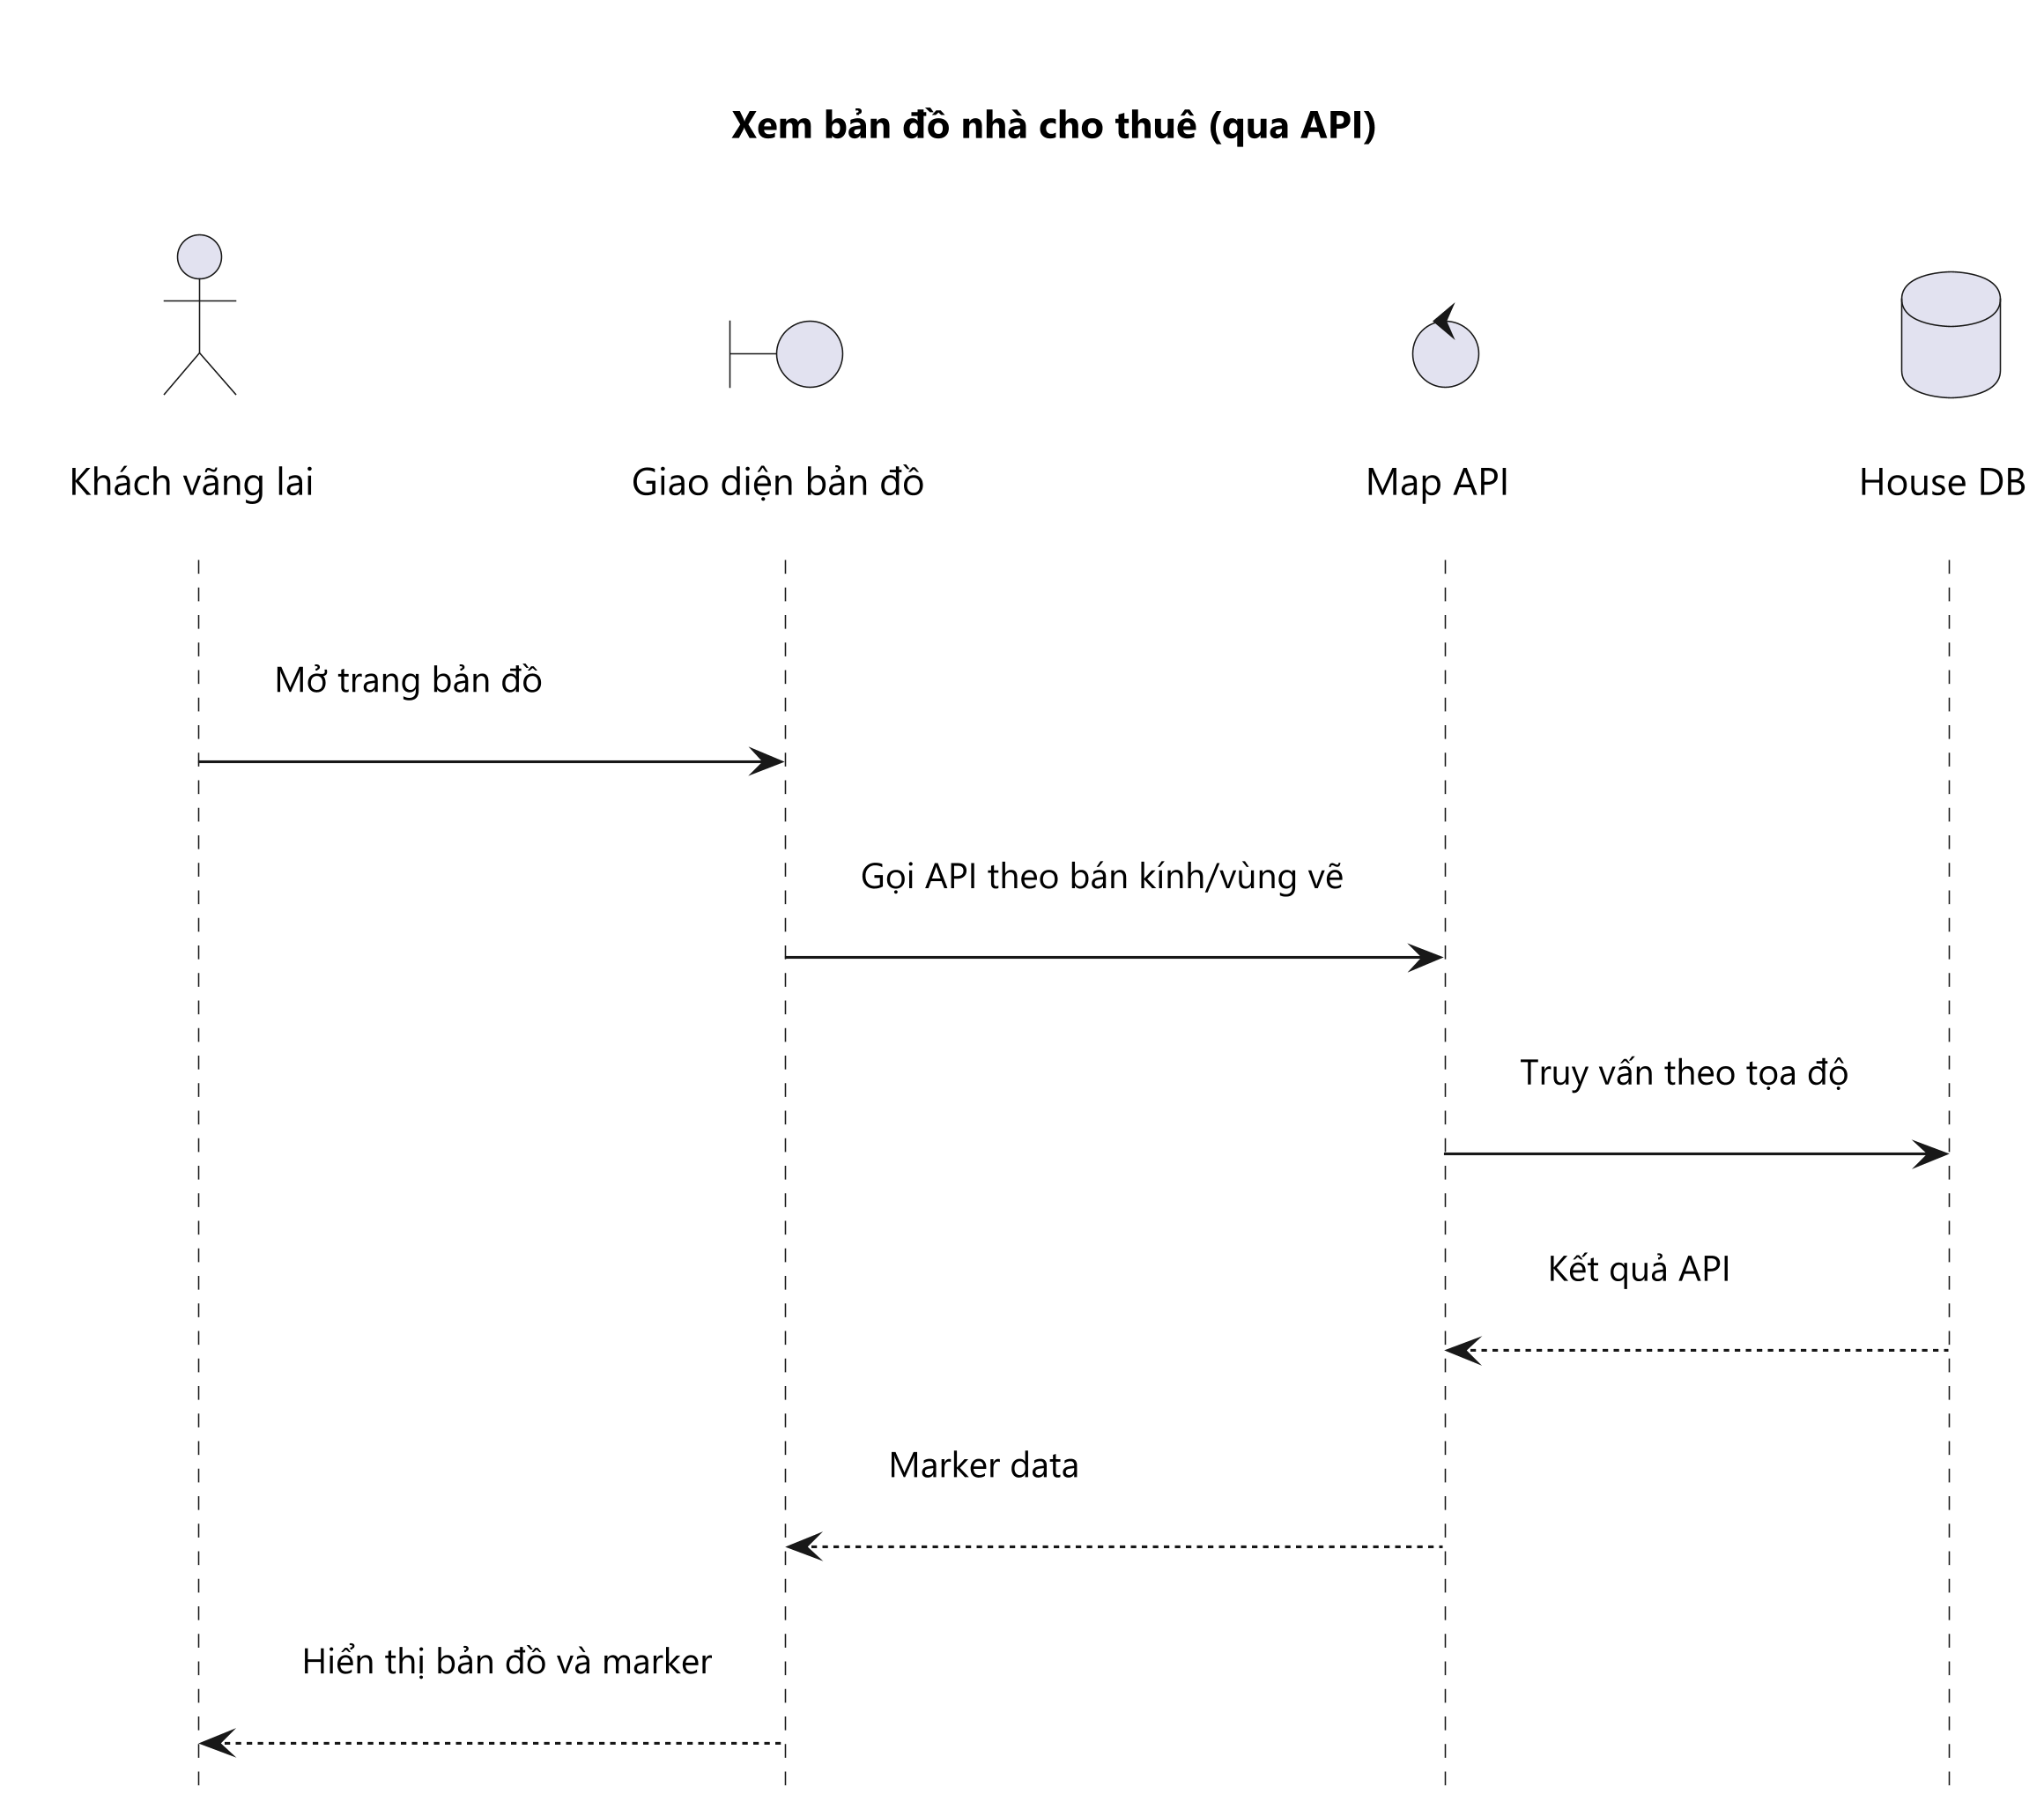 Xem bản đồ nhà cho thuê (qua API)
Khách vãng lai
Giao diện bản đồ
Map API
House DB
Mở trang bản đồ
Gọi API theo bán kính/vùng vẽ
Truy vấn theo tọa độ
Kết quả API
Marker data
Hiển thị bản đồ và marker